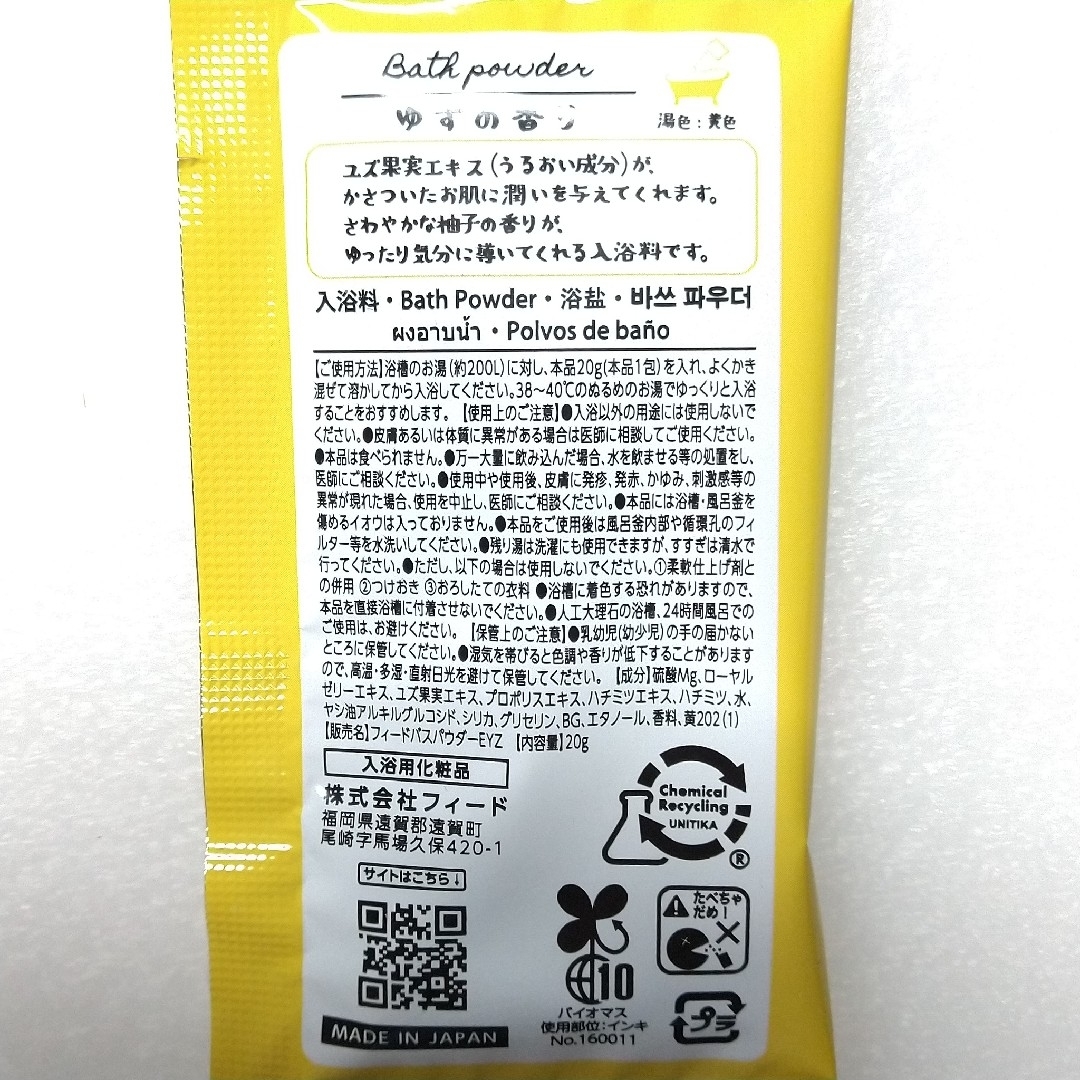 Bath powder
ゆずの香り
湯色：黄色
ユズ果実エキス(うるおい成分)が、
かさついたお肌に潤いを与えてくれます。
さわやかな柚子の香りが、
ゆったり気分に導いてくれる入浴料です。
入浴料・Bath Powder・浴盐・바쓰 파우더
ผงอาบน้ำ・Polvos de baño
【ご使用方法】浴槽のお湯(約200L)に対し、本品20g(本品1包)を入れ、よくかき
混ぜて溶かしてから入浴してください。38～40℃のぬるめのお湯でゆっくりと入浴
することをおすすめします。【使用上のご注意】●入浴以外の用途には使用しないで
ください。●皮膚あるいは体質に異常がある場合は医師に相談してご使用ください。
●本品は食べられません。●万一大量に飲み込んだ場合、水を飲ませる等の処置をし、
医師にご相談ください。●使用中や使用後、皮膚に発疹、発赤、かゆみ、刺激感等の
異常が現れた場合、使用を中止し、医師にご相談ください。●本品には浴槽・風呂釜を
傷めるイオウは入っておりません。●本品をご使用後は風呂釜内部や循環孔のフィ
ルター等を水洗いしてください。●残り湯は洗濯にも使用できますが、すすぎは清水で
行ってください。●ただし、以下の場合は使用しないでください。①柔軟仕上げ剤と
の併用 ②つけおき ③おろしたての衣料 ●浴槽に着色する恐れがありますので、
本品を直接浴槽に付着させないでください。●人工大理石の浴槽、24時間風呂での
ご使用は、お避けください。【保管上のご注意】●乳幼児(幼少児)の手の届かない
ところに保管してください。●湿気を帯びると色調や香りが低下することがあります
ので、高温・多湿・直射日光を避けて保管してください。【成分】硫酸Mg、ローヤル
ゼリーエキス、ユズ果実エキス、プロポリスエキス、ハチミツエキス、ハチミツ、水、
ヤシ油アルキルグルコシド、シリカ、グリセリン、BG、エタノール、香料、黄202(1)
【販売名】フィードバスパウダーEYZ 【内容量】20g
入浴用化粧品
株式会社フィード
福岡県遠賀郡遠賀町
尾崎字馬場久保420-1
サイトはこちら↓
MADE IN JAPAN
Chemical
Recycling
UNITIKA
®
10
バイオマス
使用部位：インキ
No.160011
たべちゃ
だめー！
プラ